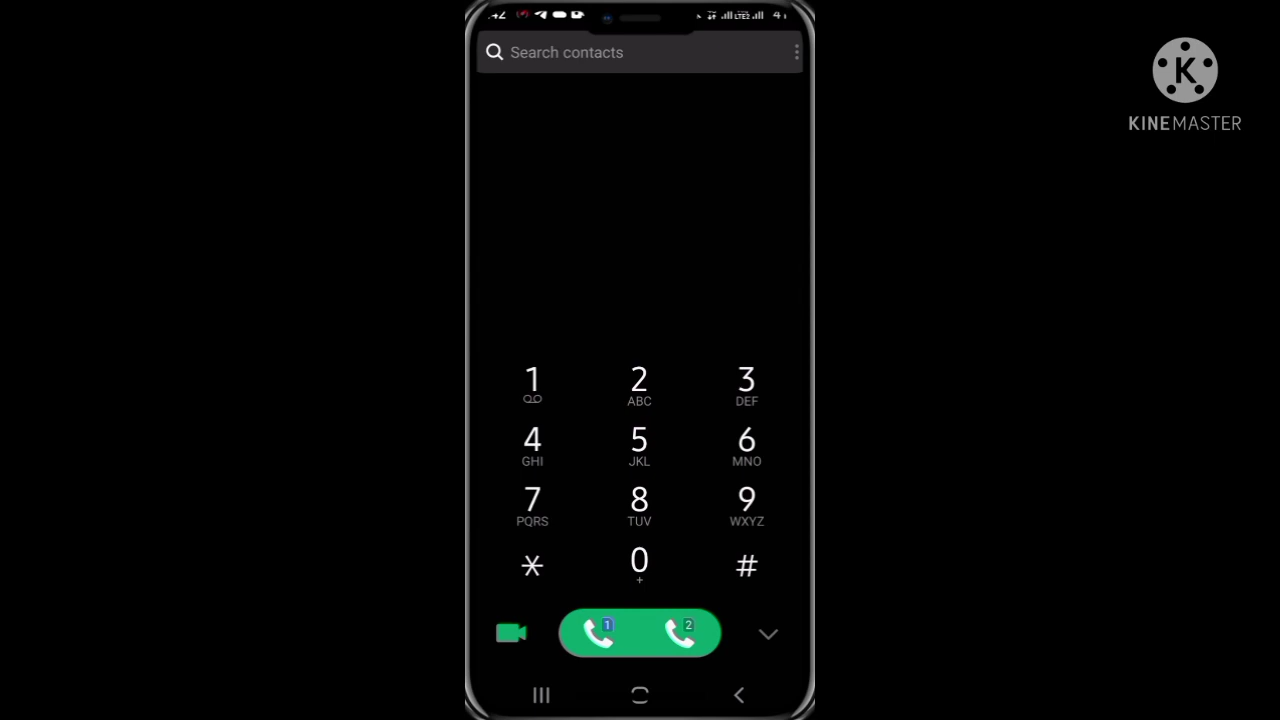 Search contacts
K
KINEMASTER
1 2 3
ABC DEF
4 5 6
GHI JKL MNO
7 8 9
PQRS TUV WXYZ
* 0 #
+
1 2